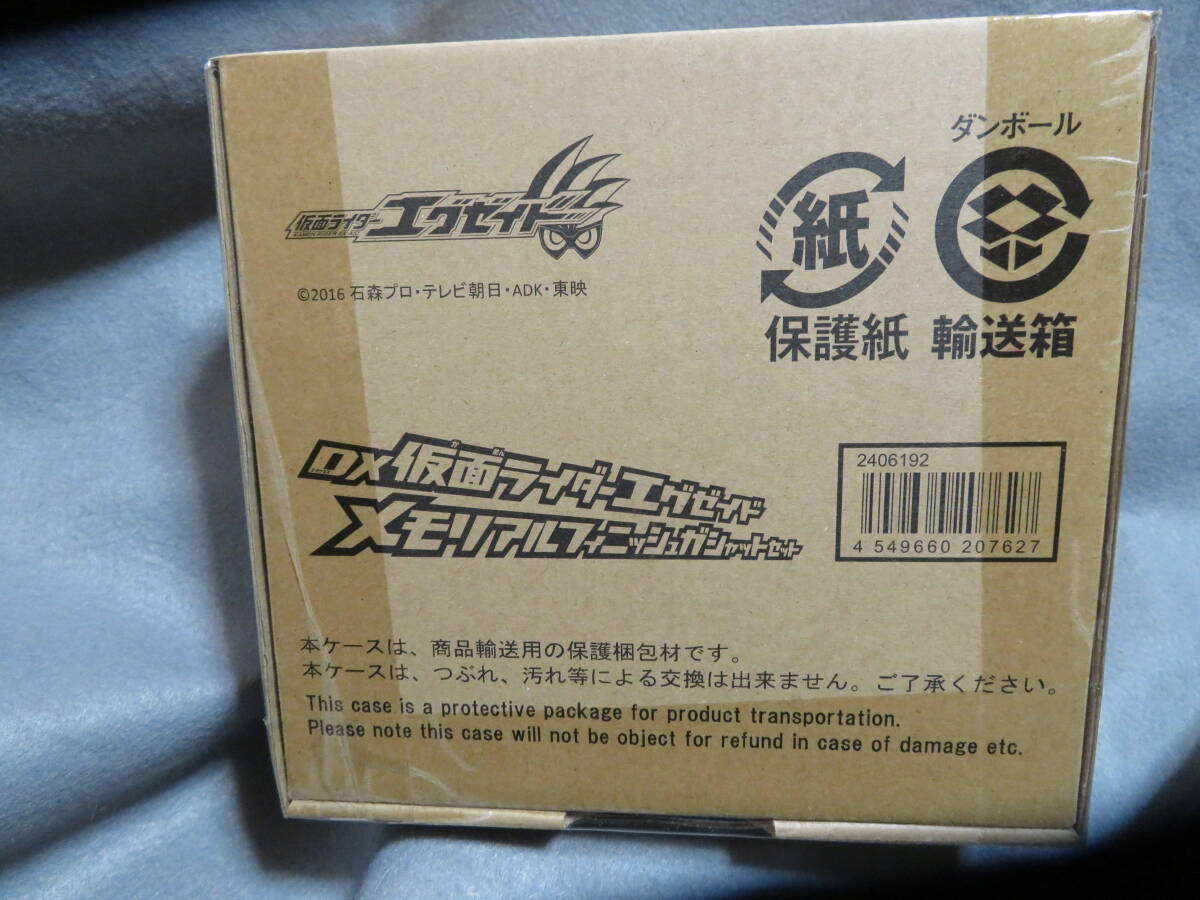 仮面ライダーエグゼイド
©2016 石森プロ・テレビ朝日・ADK・東映
ダンボール
紙
保護紙 輸送箱
DX仮面ライダーエグゼイド
メモリアルフィニッシュガシャットセット
2406192
4 549660 207627
本ケースは、商品輸送用の保護梱包材です。
本ケースは、つぶれ、汚れ等による交換は出来ません。ご了承ください。
This case is a protective package for product transportation.
Please note this case will not be object for refund in case of damage etc.